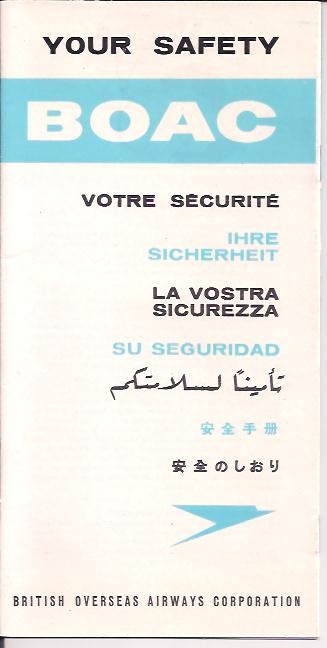 YOUR SAFETY
BOAC
VOTRE SÉCURITÉ
IHRE
SICHERHEIT
LA VOSTRA
SICUREZZA
SU SEGURIDAD
تأمينًا لسلامتكم
安全手册
安全のしおり
BRITISH OVERSEAS AIRWAYS CORPORATION